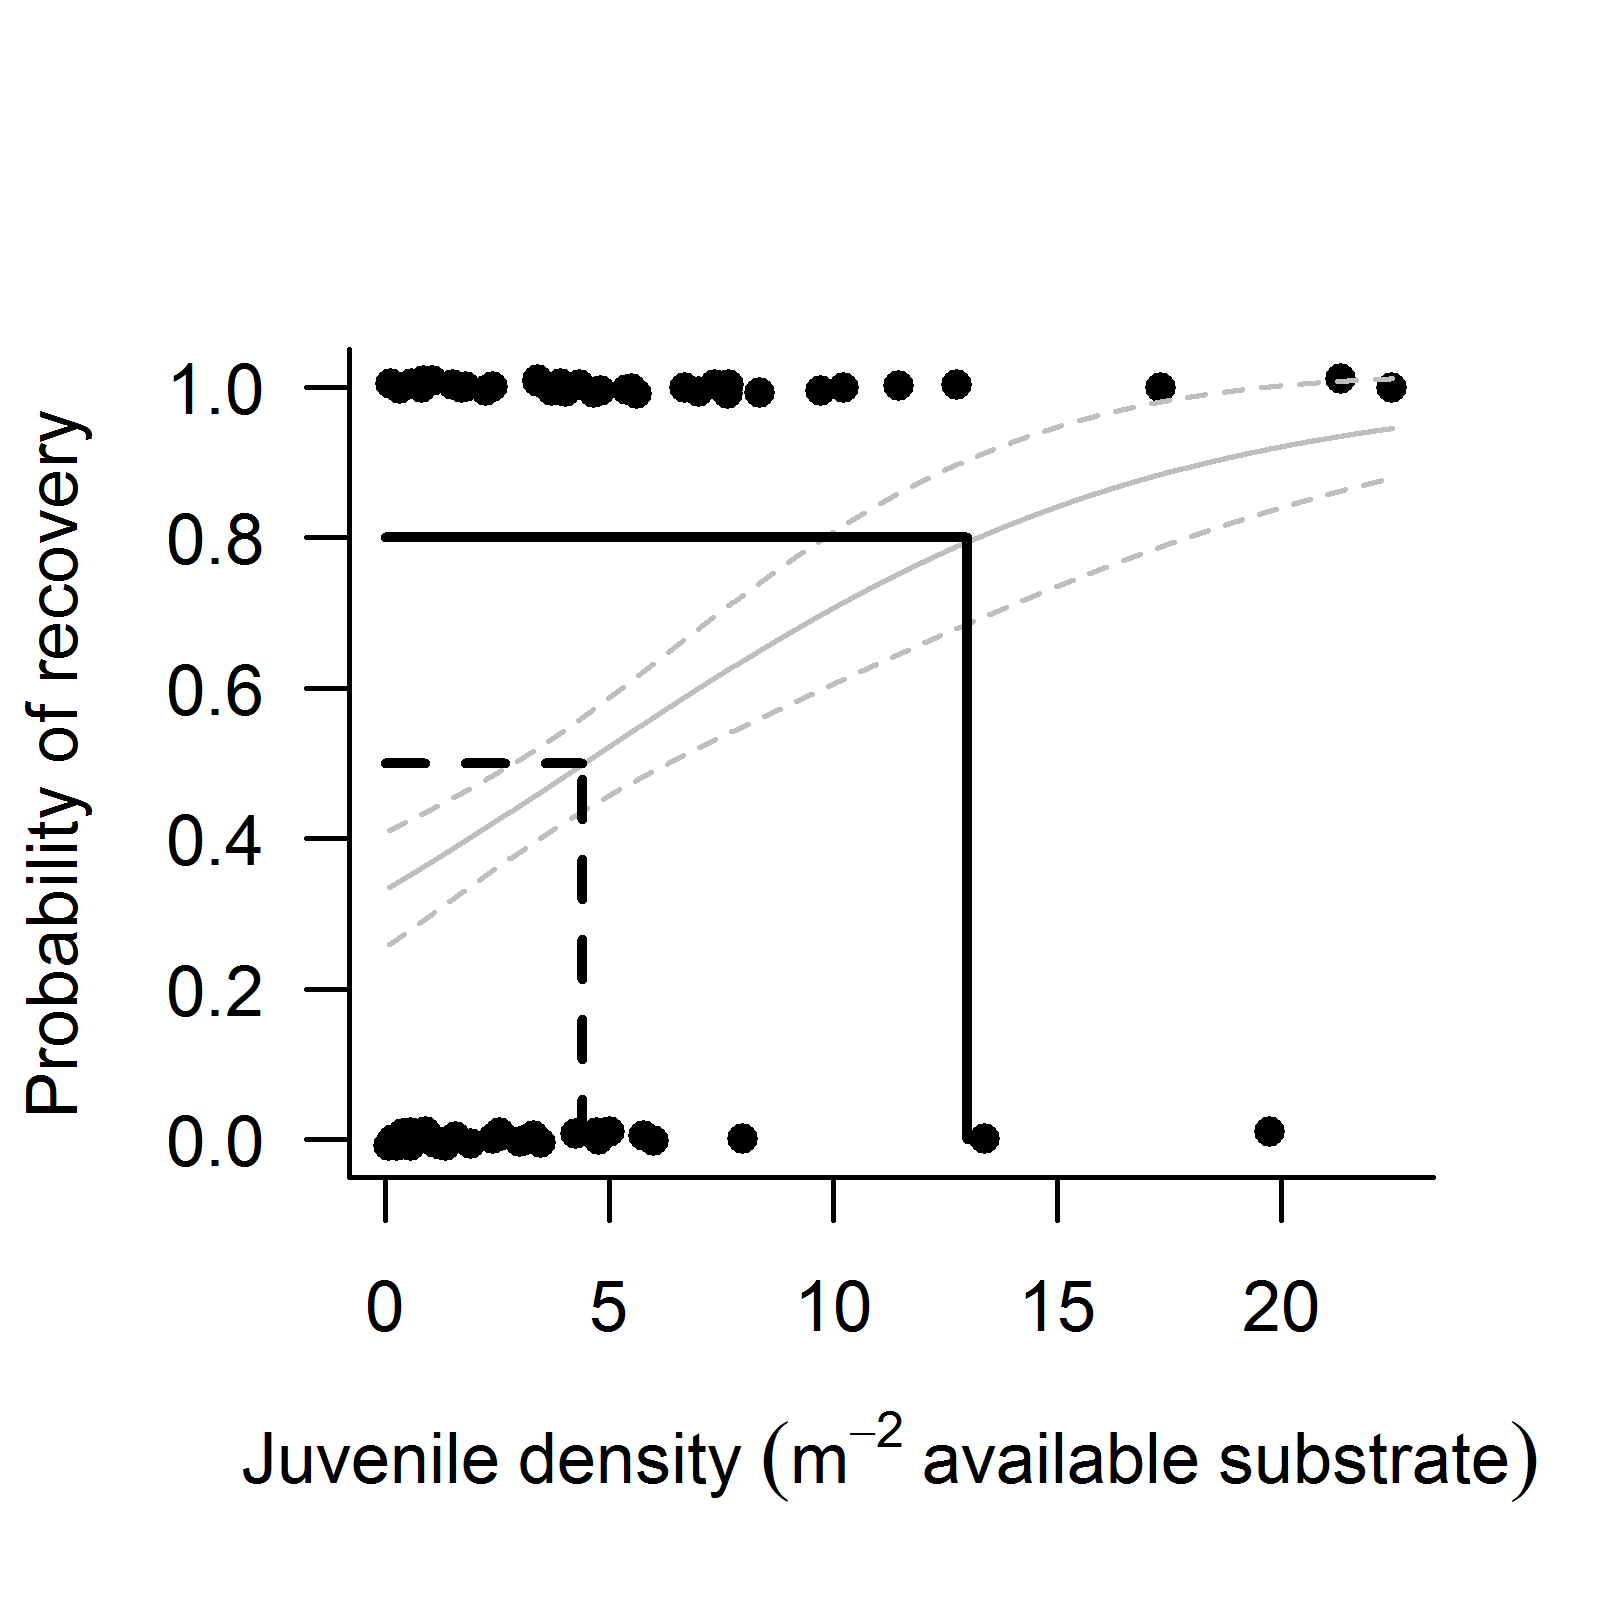 Probability of recovery
1.0
0.8
0.6
0.4
0.2
0.0
0 5 10 15 20
Juvenile density (m⁻² available substrate)